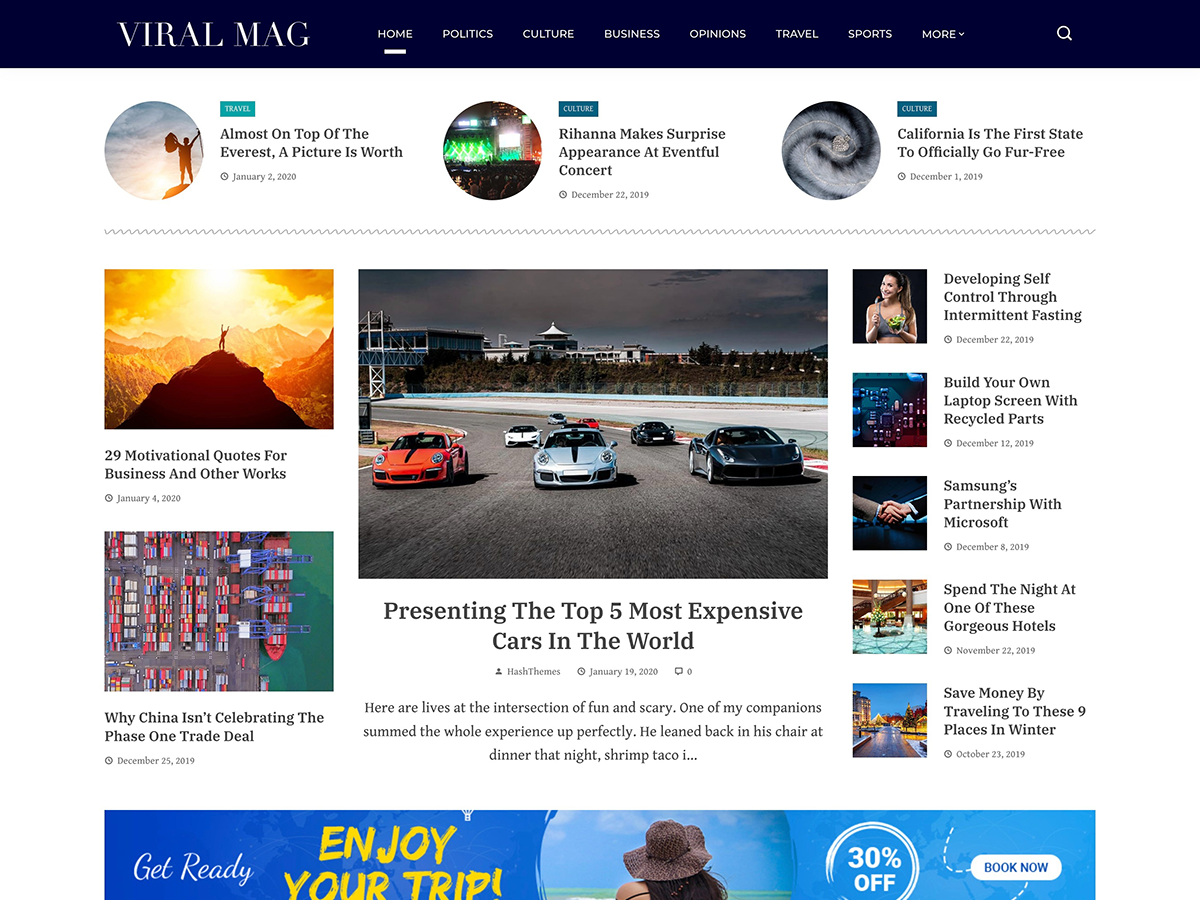 VIRAL MAG
HOME POLITICS CULTURE BUSINESS OPINIONS TRAVEL SPORTS MORE
TRAVEL
Almost On Top Of The
Everest, A Picture Is Worth
January 2, 2020
CULTURE
Rihanna Makes Surprise
Appearance At Eventful
Concert
December 22, 2019
CULTURE
California Is The First State
To Officially Go Fur-Free
December 1, 2019
29 Motivational Quotes For
Business And Other Works
January 4, 2020
Why China Isn’t Celebrating The
Phase One Trade Deal
December 25, 2019
Presenting The Top 5 Most Expensive
Cars In The World
HashThemes January 19, 2020 0
Here are lives at the intersection of fun and scary. One of my companions
summed the whole experience up perfectly. He leaned back in his chair at
dinner that night, shrimp taco i...
Developing Self
Control Through
Intermittent Fasting
December 22, 2019
Build Your Own
Laptop Screen With
Recycled Parts
December 12, 2019
Samsung’s
Partnership With
Microsoft
December 8, 2019
Spend The Night At
One Of These
Gorgeous Hotels
November 22, 2019
Save Money By
Traveling To These 9
Places In Winter
October 23, 2019
Get Ready
ENJOY
YOUR TRIP!
30%
OFF
BOOK NOW